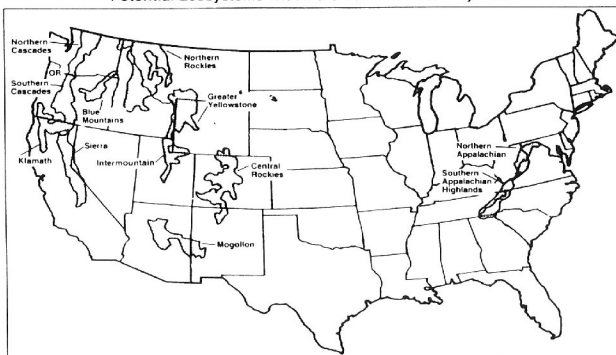 Northern
Cascades
OR
Southern
Cascades
Blue
Mountains
Northern
Rockies
Greater
Yellowstone
Klamath
Sierra
Intermountain
Central
Rockies
Mogollon
Northern
Appalachian
Southern
Appalachian
Highlands